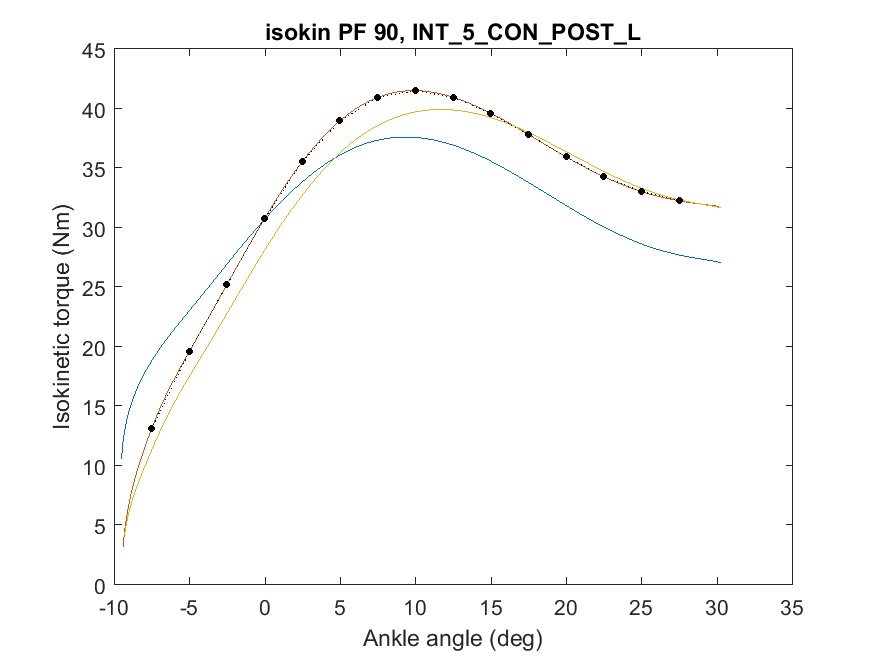 isokin PF 90, INT_5_CON_POST_L
45
40
35
30
25
20
15
10
5
0
Isokinetic torque (Nm)
-10 -5 0 5 10 15 20 25 30 35
Ankle angle (deg)